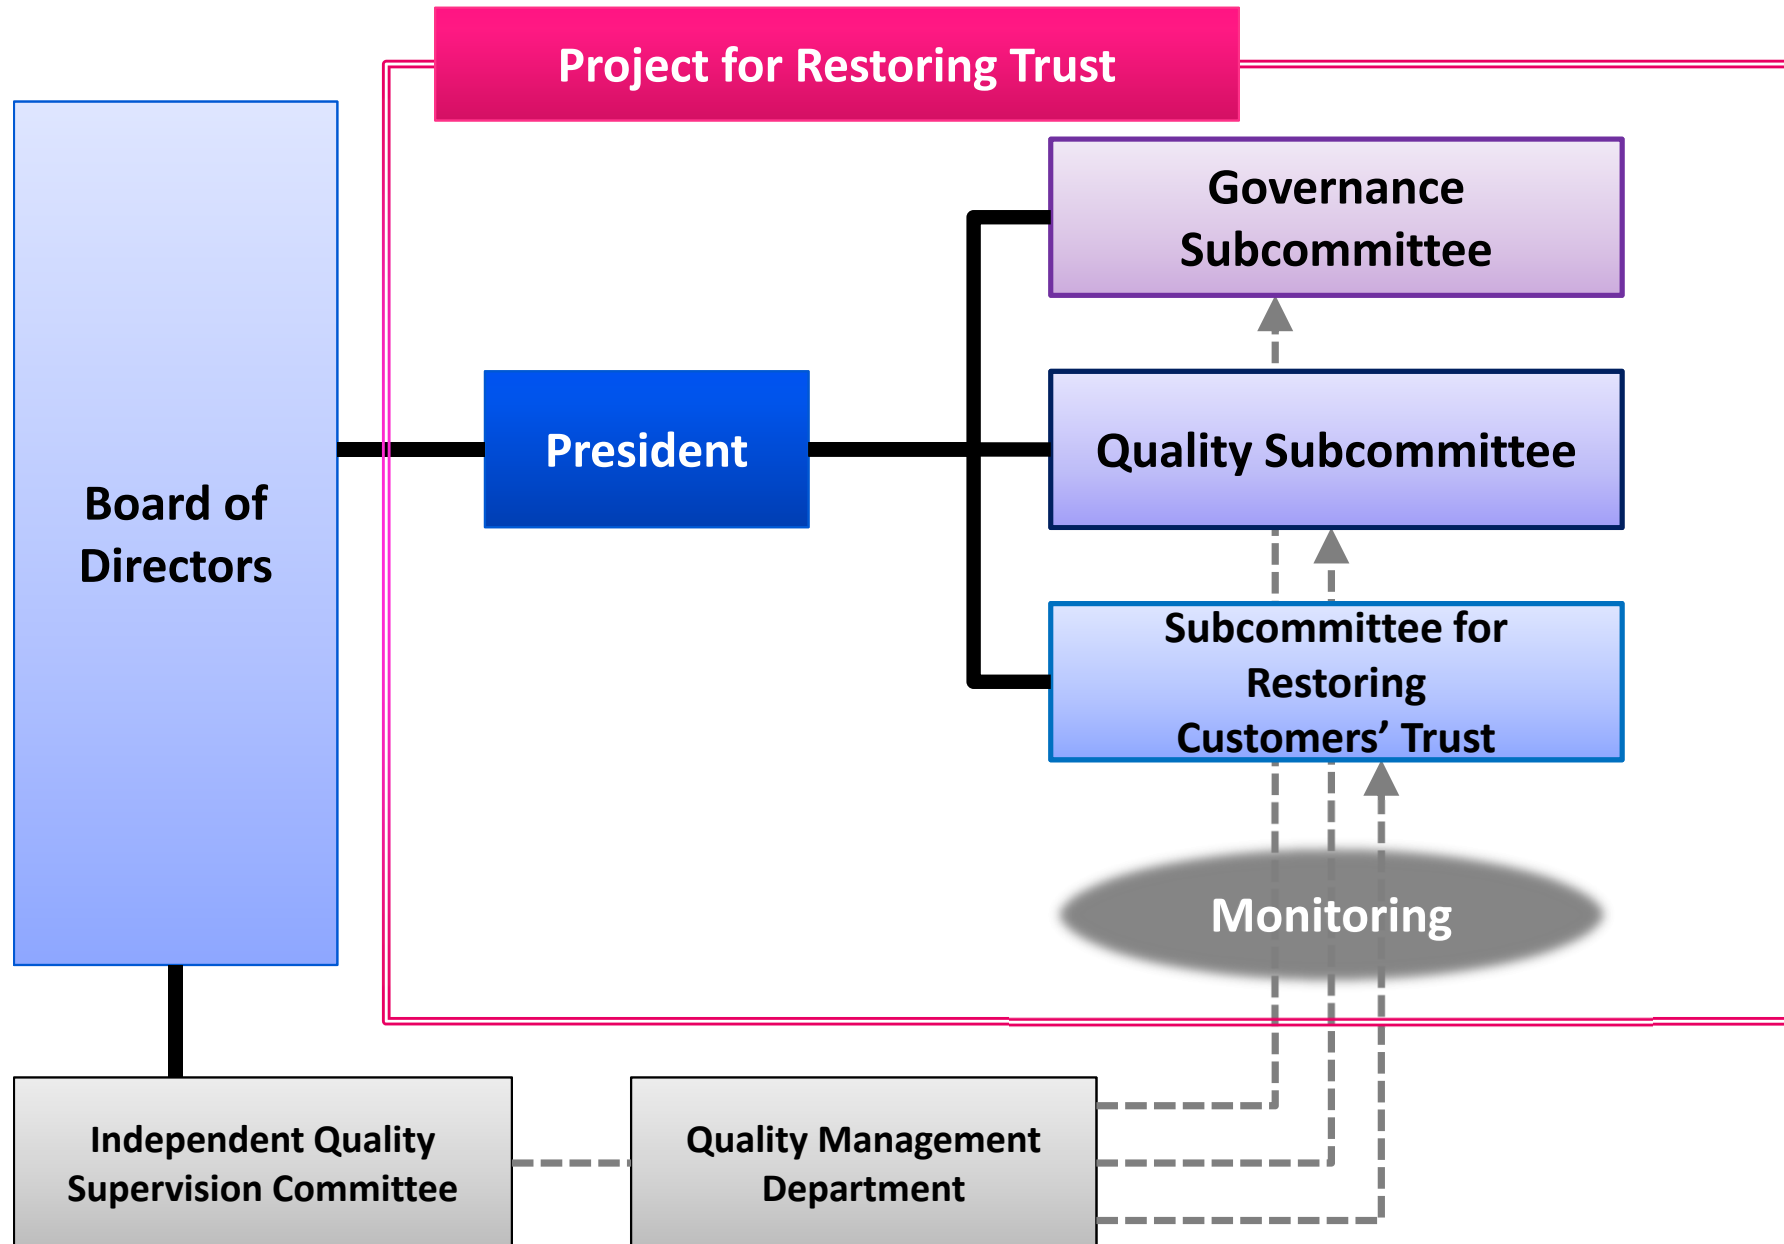 Project for Restoring Trust
Governance
Subcommittee
President
Quality Subcommittee
Board of
Directors
Subcommittee for
Restoring
Customers’ Trust
Monitoring
Independent Quality
Supervision Committee
Quality Management
Department